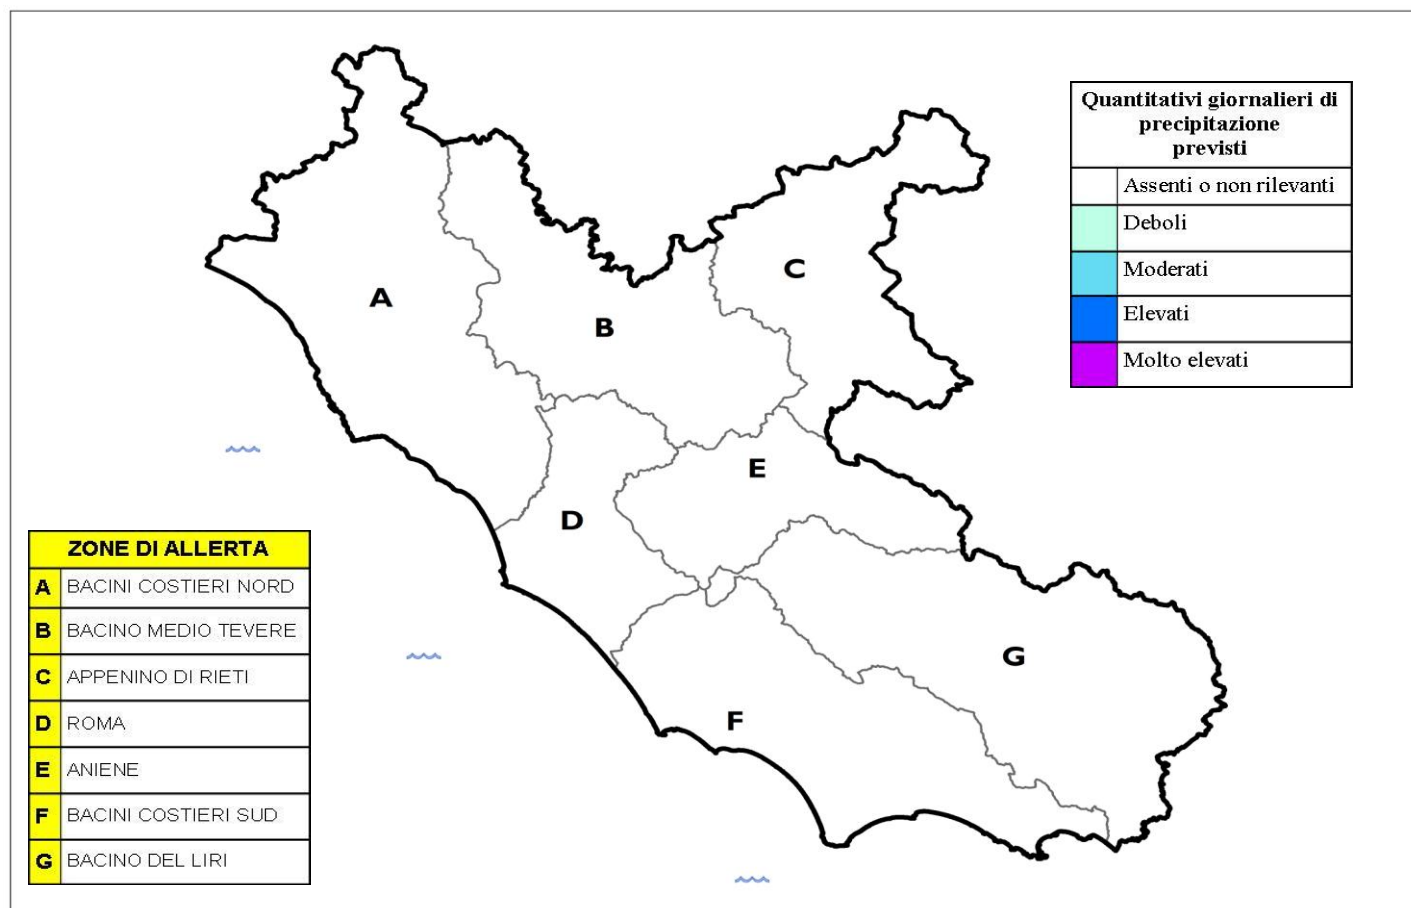 Quantitativi giornalieri di
precipitazione
previsti
Assenti o non rilevanti
Deboli
Moderati
Elevati
Molto elevati
A
B
C
D
E
F
G
ZONE DI ALLERTA
A BACINI COSTIERI NORD
B BACINO MEDIO TEVERE
C APPENINO DI RIETI
D ROMA
E ANIENE
F BACINI COSTIERI SUD
G BACINO DEL LIRI